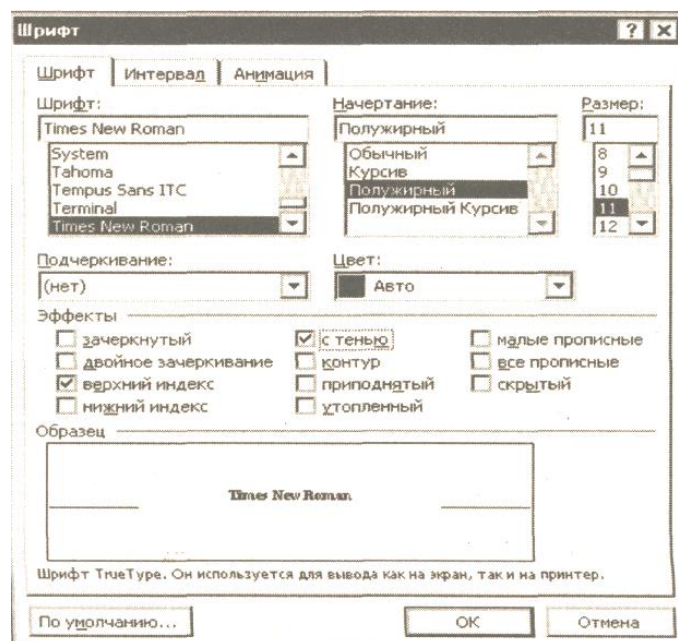 Шрифт
Шрифт Интервал Анимация
Шрифт: Начертание: Размер:
Times New Roman Полужирный 11
System Обычный 8
Tahoma Курсив 9
Tempus Sans ITC Полужирный 10
Terminal Полужирный Курсив 11
Times New Roman 12
Подчеркивание: Цвет:
(нет) Авто
Эффекты
зачеркнутый с тенью малые прописные
двойное зачеркивание контур все прописные
верхний индекс приподнятый скрытый
нижний индекс утопленный
Образец
Times New Roman
Шрифт TrueType. Он используется для вывода как на экран, так и на принтер.
По умолчанию... ОК Отмена